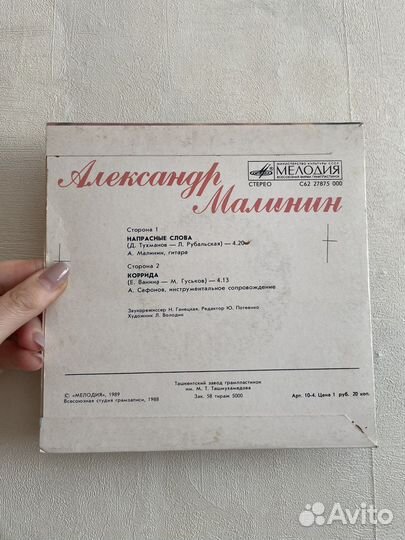 МИНИСТЕРСТВО КУЛЬТУРЫ СССР
МЕЛОДИЯ
ВСЕСОЮЗНАЯ ФИРМА ГРАМПЛАСТИНОК
СТЕРЕО С62 27875 000
Александр
Малинин
Сторона 1
НАПРАСНЫЕ СЛОВА
(Д. Тухманов — Л. Рубальская) — 4.20
А. Малинин, гитара
Сторона 2
КОРРИДА
(Е. Ванина — М. Гуськов) — 4.13
А. Сафонов, инструментальное сопровождение
Звукорежиссер Н. Ганецкая. Редактор Ю. Потеенко
Художник Л. Володин
Ташкентский завод грампластинок
им. М. Т. Ташмухамедова
Зак. 58 тираж 5000
С: «МЕЛОДИЯ», 1989
Всесоюзная студия грамзаписи, 1988
Арт. 10-4. Цена 1 руб. 20 коп.
Avito